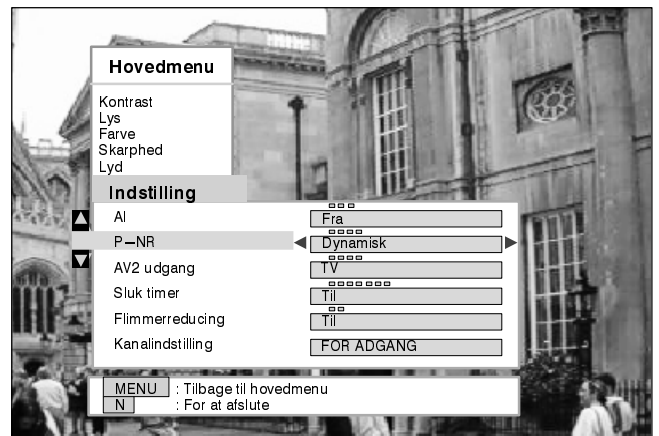 Hovedmenu
Kontrast
Lys
Farve
Skarphed
Lyd
Indstilling
AI Fra
P–NR Dynamisk
AV2 udgang TV
Sluk timer Til
Flimmerreducing Til
Kanalindstilling FOR ADGANG
MENU : Tilbage til hovedmenu
N : For at afslute